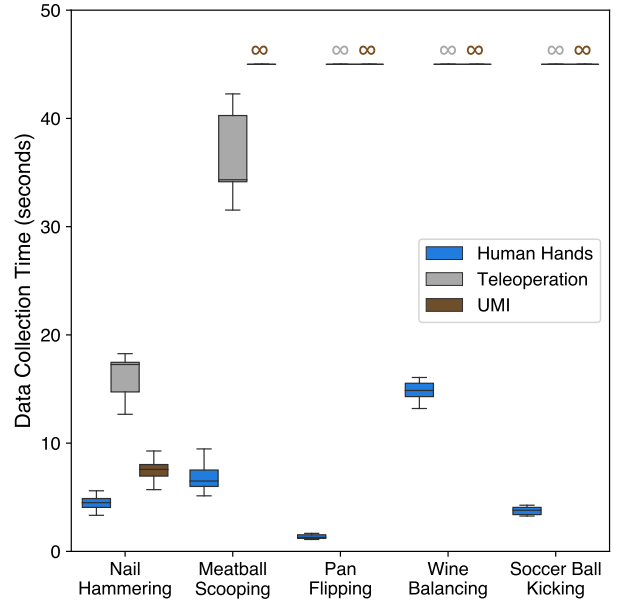 50
40
30
20
10
0
Data Collection Time (seconds)
∞
∞ ∞
∞ ∞
∞ ∞
Human Hands
Teleoperation
UMI
Nail
Hammering
Meatball
Scooping
Pan
Flipping
Wine
Balancing
Soccer Ball
Kicking